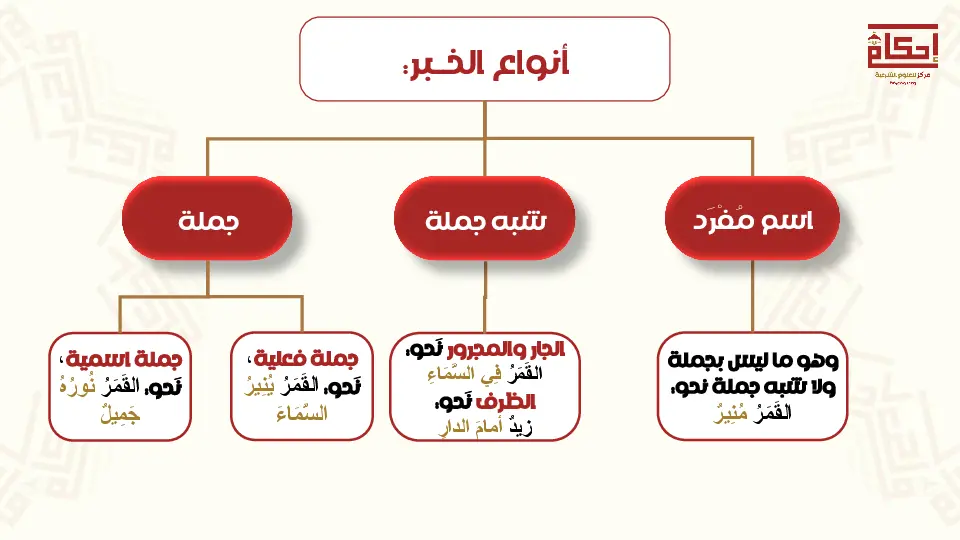 إحكام
مركز للعلوم الشرعية
أنواع الخبر:
اسم مُفْرَد
شبه جملة
جملة
وهو ما ليس بجملة
ولا شبه جملة نحو:
القَمَرُ مُنِيرٌ
الجار والمجرور نَحو:
القَمَرُ فِي السَّمَاءِ
الظرف نَحو:
زيدٌ أمامَ الدارِ
جملة فعلية،
نَحو: القَمَرُ يُنِيرُ
السَّمَاءَ
جملة اسمية،
نَحو: القَمَرُ نُورُهُ
جَمِيلٌ